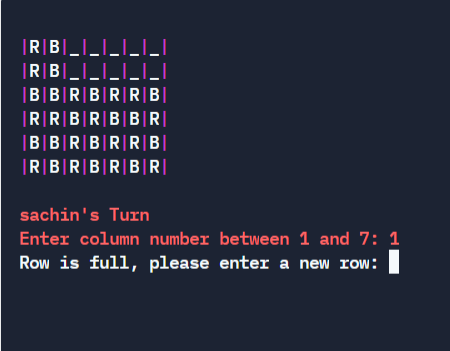 |R|B|_|_|_|_|_|
|R|B|_|_|_|_|_|
|B|B|R|B|R|R|B|
|R|R|B|R|B|B|R|
|B|B|R|B|R|R|B|
|R|B|R|B|R|B|R|
sachin's Turn
Enter column number between 1 and 7: 1
Row is full, please enter a new row: